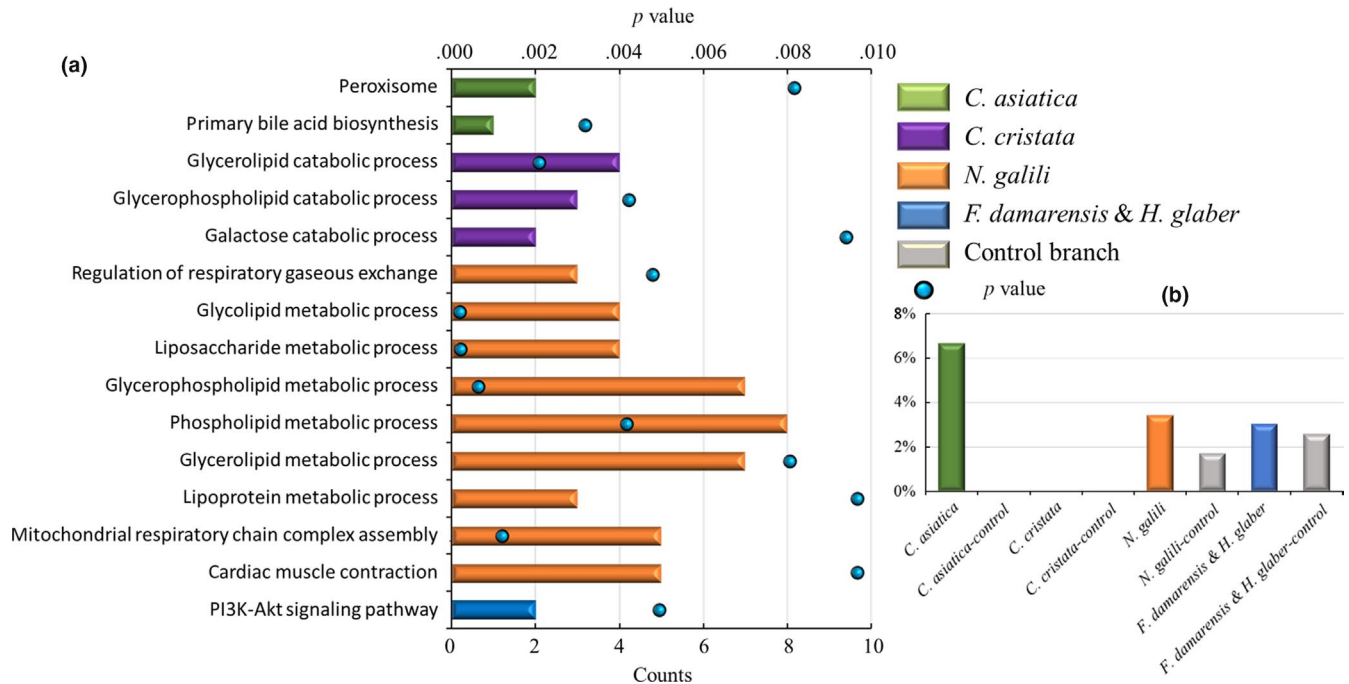 p value
.000 .002 .004 .006 .008 .010
(a)
Peroxisome
Primary bile acid biosynthesis
Glycerolipid catabolic process
Glycerophospholipid catabolic process
Galactose catabolic process
Regulation of respiratory gaseous exchange
Glycolipid metabolic process
Liposaccharide metabolic process
Glycerophospholipid metabolic process
Phospholipid metabolic process
Glycerolipid metabolic process
Lipoprotein metabolic process
Mitochondrial respiratory chain complex assembly
Cardiac muscle contraction
PI3K-Akt signaling pathway
0 2 4 6 8 10
Counts
C. asiatica
C. cristata
N. galili
F. damarensis & H. glaber
Control branch
p value
(b)
8%
6%
4%
2%
0%
C. asiatica
C. asiatica-control
C. cristata
C. cristata-control
N. galili
N. galili-control
F. damarensis & H. glaber
F. damarensis & H. glaber-control